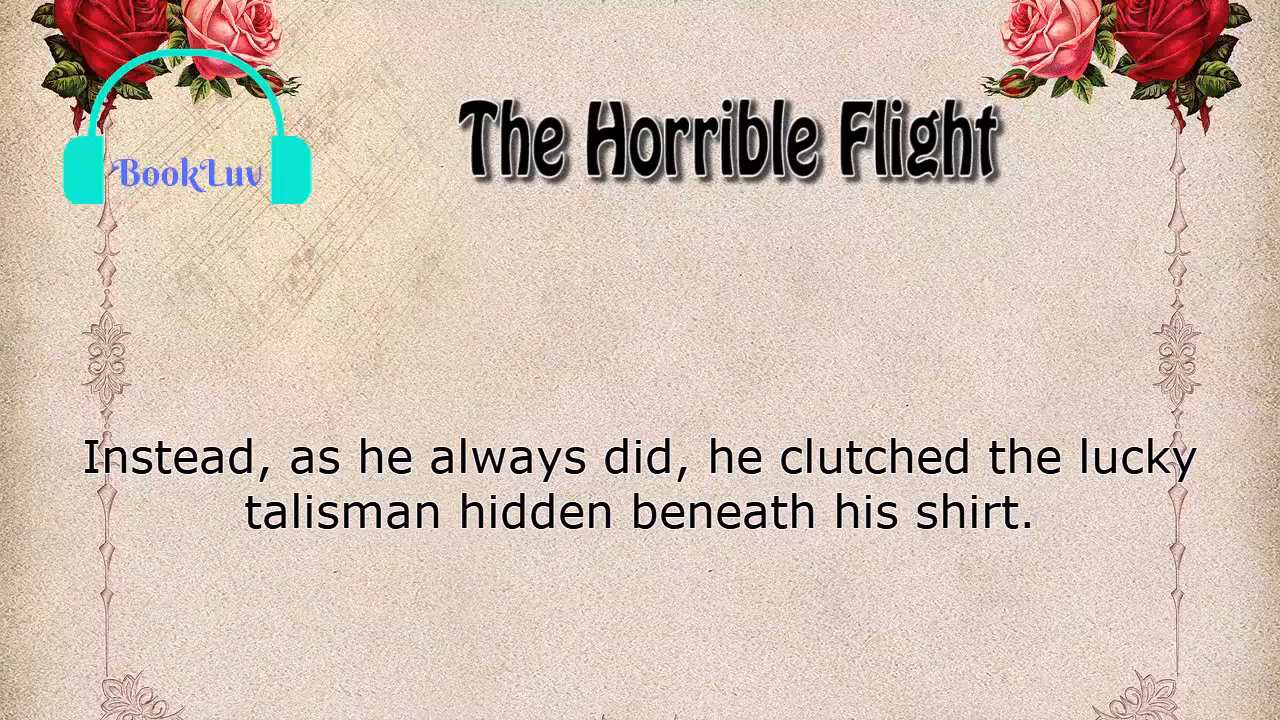 The Horrible Flight
BookLuv
Instead, as he always did, he clutched the lucky
talisman hidden beneath his shirt.